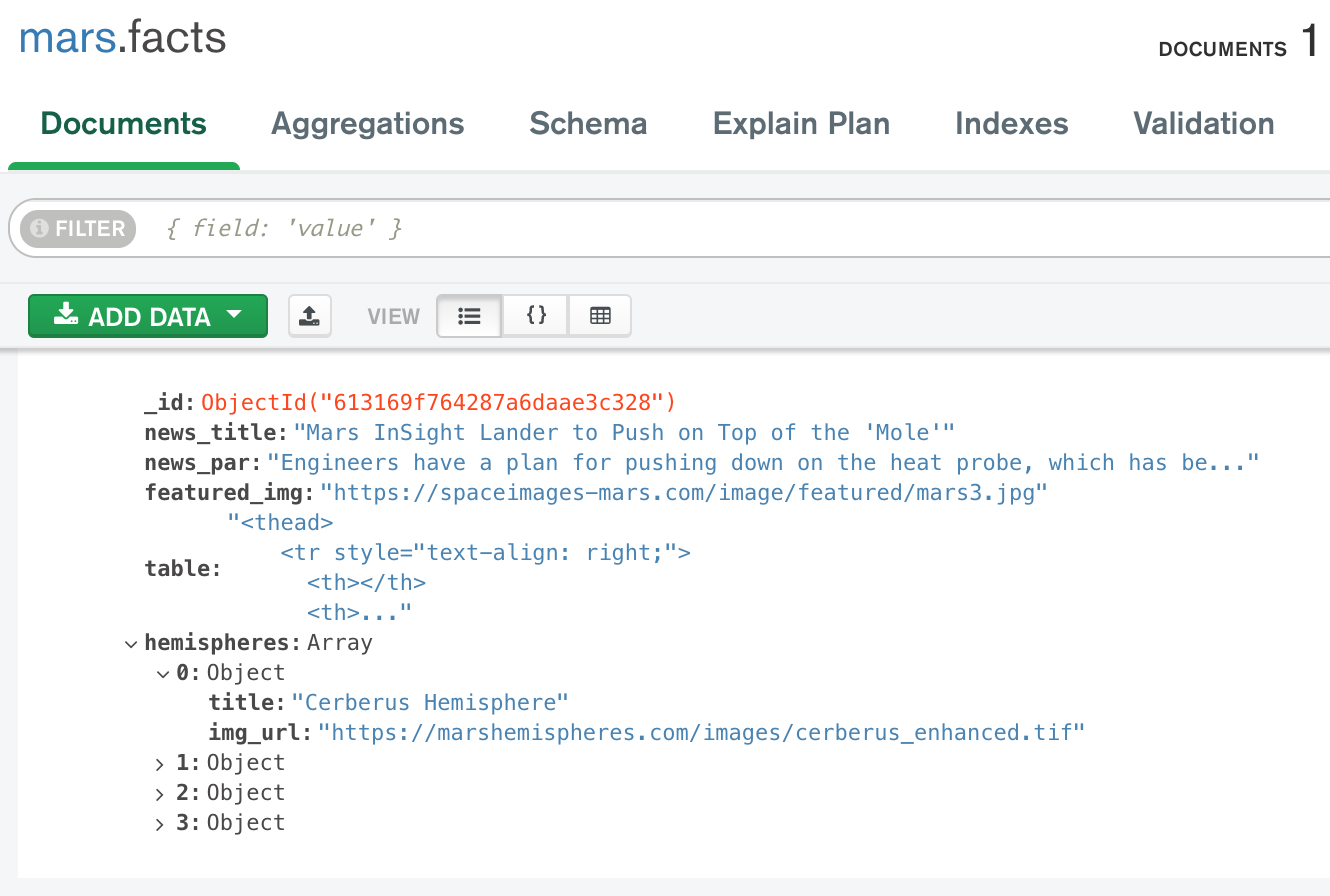 mars.facts
DOCUMENTS 1
Documents Aggregations Schema Explain Plan Indexes Validation
FILTER { field: 'value' }
ADD DATA VIEW {}
_id: ObjectId("613169f764287a6daae3c328")
news_title: "Mars InSight Lander to Push on Top of the 'Mole'"
news_par: "Engineers have a plan for pushing down on the heat probe, which has be..."
featured_img: "https://spaceimages-mars.com/image/featured/mars3.jpg"
"<thead>
<tr style="text-align: right;">
table:
<th></th>
<th>..."
hemispheres: Array
0: Object
title: "Cerberus Hemisphere"
img_url: "https://marshemispheres.com/images/cerberus_enhanced.tif"
1: Object
2: Object
3: Object